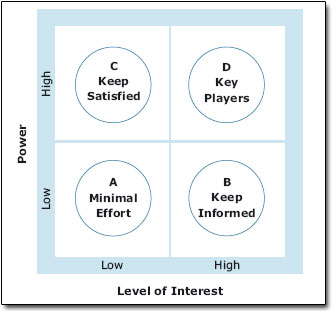 C
Keep
Satisfied
D
Key
Players
High
Power
A
Minimal
Effort
B
Keep
Informed
Low
Low
High
Level of Interest